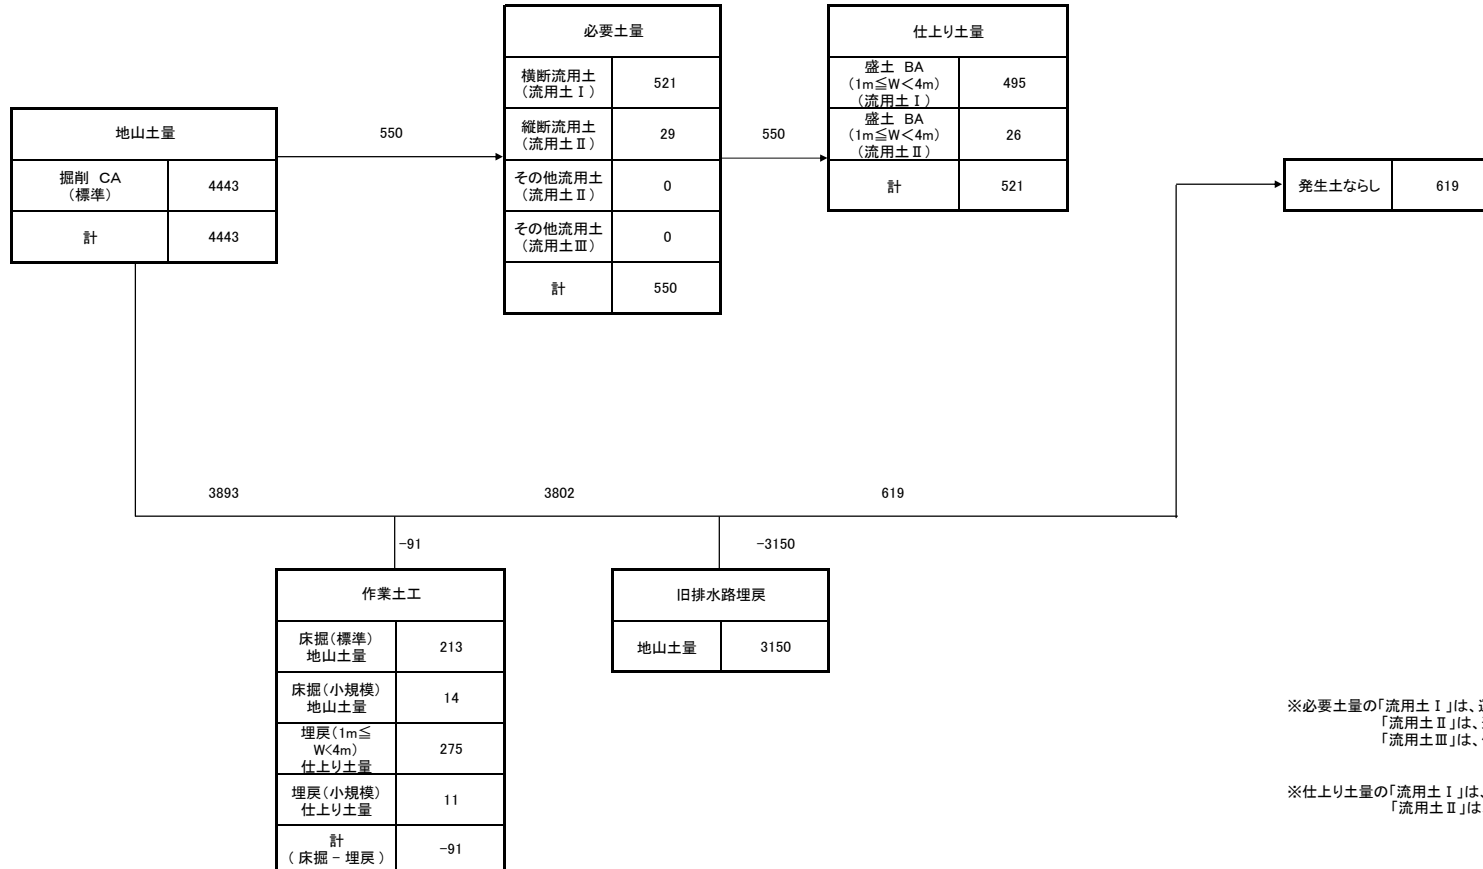 必要土量
横断流用土
（流用土Ⅰ）
521
縦断流用土
（流用土Ⅱ）
29
その他流用土
（流用土Ⅱ）
0
その他流用土
（流用土Ⅲ）
0
計
550
仕上り土量
盛土 BA
（1m≦W＜4m）
（流用土Ⅰ）
495
盛土 BA
（1m≦W＜4m）
（流用土Ⅱ）
26
計
521
地山土量
掘削 CA
（標準）
4443
計
4443
550
550
発生土ならし
619
3893
3802
619
-91
-3150
作業土工
床掘（標準）
地山土量
213
床掘（小規模）
地山土量
14
埋戻（1m≦
W<4m）
仕上り土量
275
埋戻（小規模）
仕上り土量
11
計
（ 床掘 - 埋戻 ）
-91
旧排水路埋戻
地山土量
3150
※必要土量の「流用土Ⅰ」は、
「流用土Ⅱ」は、
「流用土Ⅲ」は、
※仕上り土量の「流用土Ⅰ」は、
「流用土Ⅱ」は